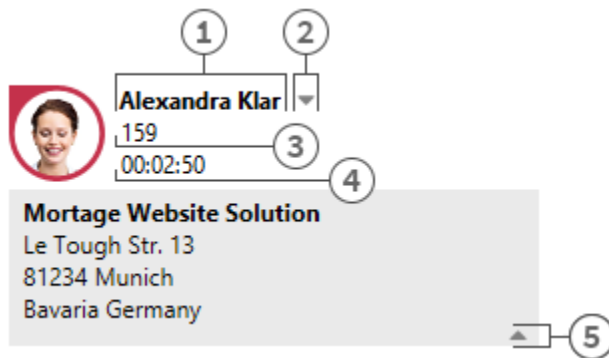 1 2
Alexandra Klar
159
3
00:02:50
4
Mortage Website Solution
Le Tough Str. 13
81234 Munich
Bavaria Germany
5